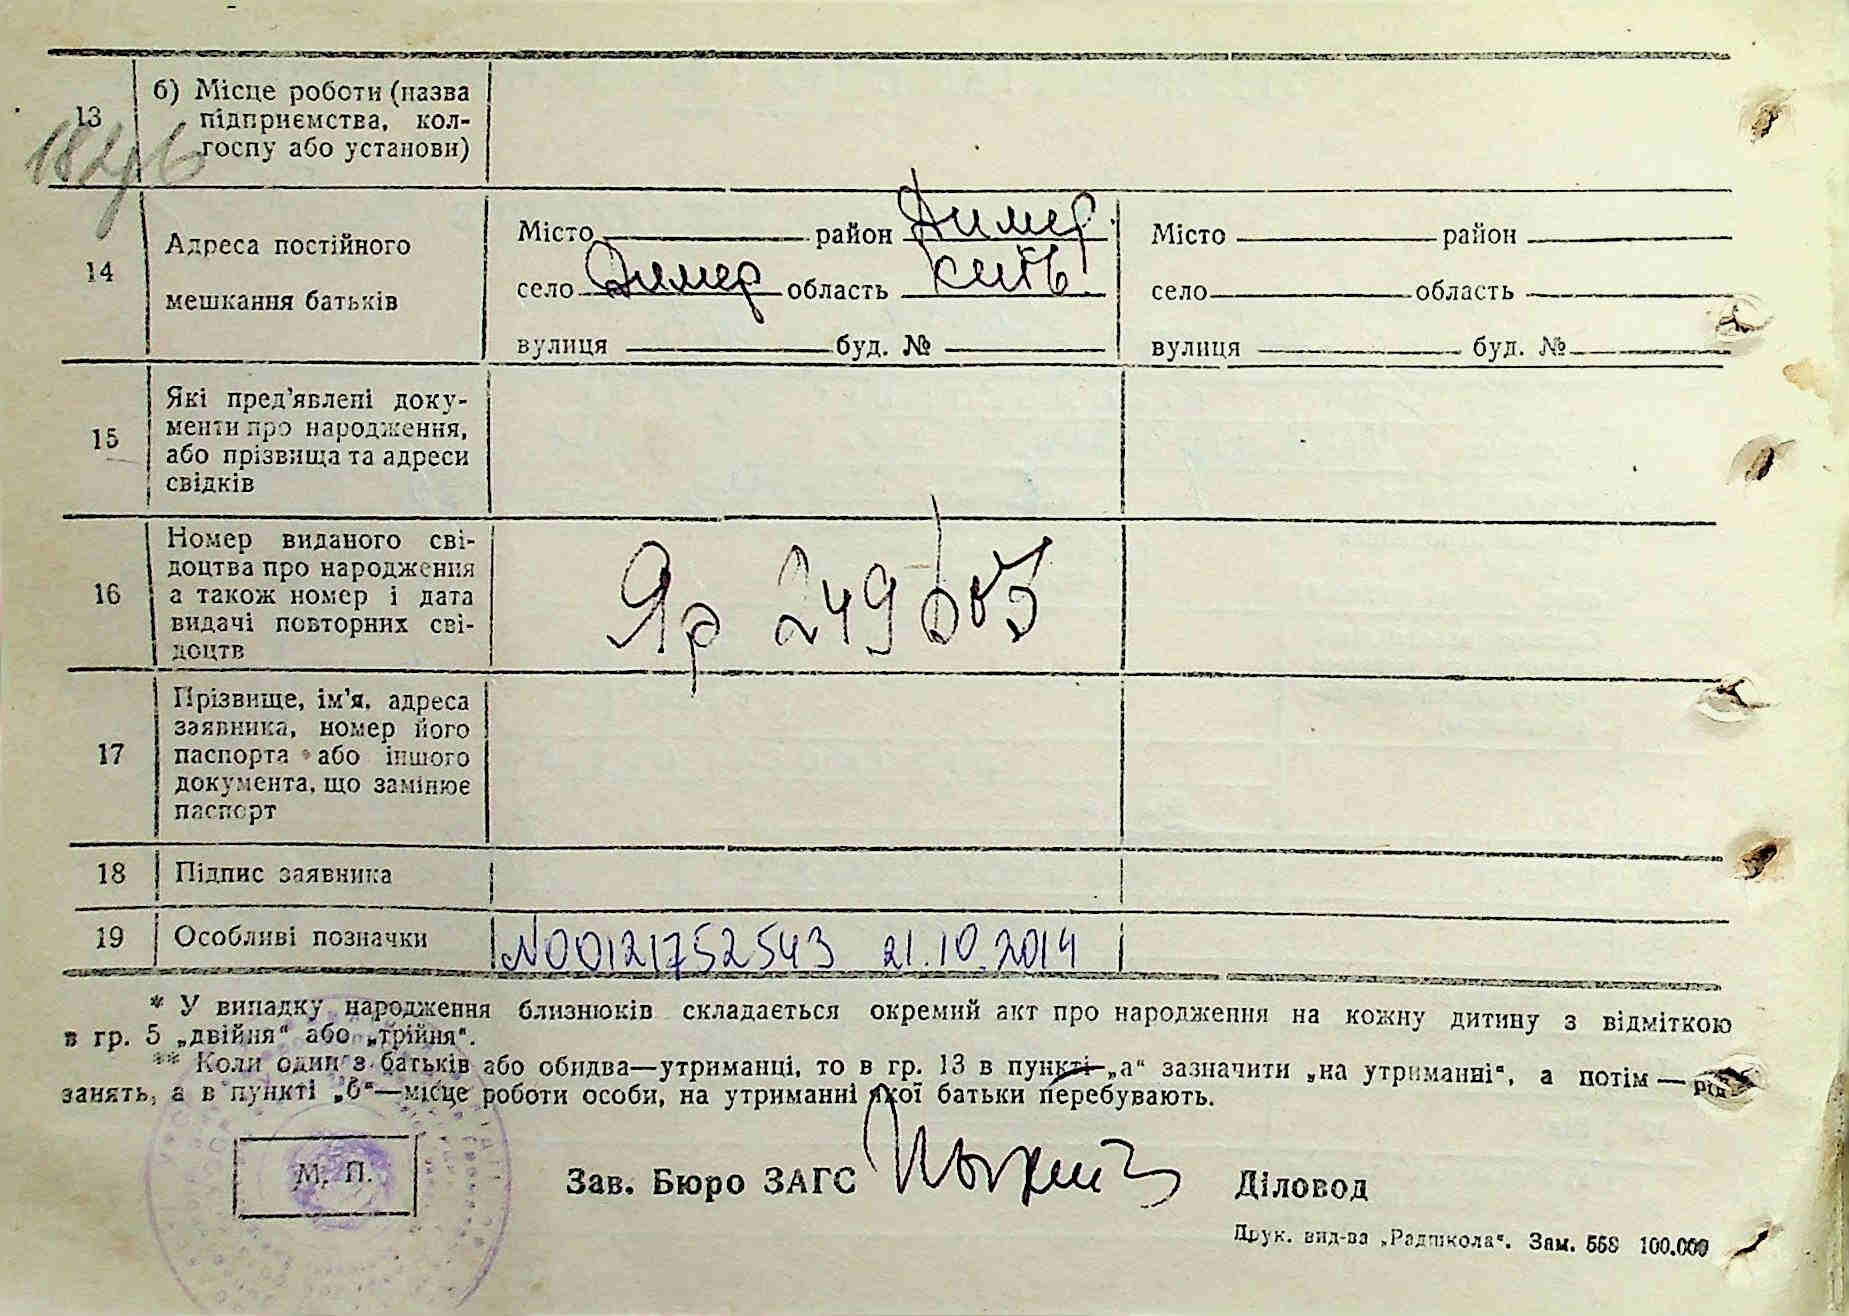 13
б) Місце роботи (назва
підприємства, кол-
госпу або установи)
1846
14
Адреса постійного
мешкання батьків
Місто район Димер.
село Димер область Київ.
вулиця буд. №
Місто район
село область
вулиця буд. №
15
Які пред'явлені доку-
менти про народження,
або прізвища та адреси
свідків
16
Номер виданого сві-
доцтва про народження
а також номер і дата
видачі повторних сві-
доцтв
Яр 249
17
Прізвище, ім'я, адреса
заявника, номер його
паспорта або іншого
документа, що замінює
паспорт
18 Підпис заявника
19 Особливі позначки N00121752543 21.10.2014
* У випадку народження близнюків складається окремий акт про народження на кожну дитину з відміткою
в гр. 5 „двійня“ або „трійня“.
** Коли один з батьків або обидва—утриманці, то в гр. 13 в пункті „а“ зазначити „на утриманні“, а потім — рід
занять, а в пункті „б“—місце роботи особи, на утриманні якої батьки перебувають.
М. П.
Зав. Бюро ЗАГС
Діловод
Друк. вид-ва „Радшкола“. Зам. 558 100.000